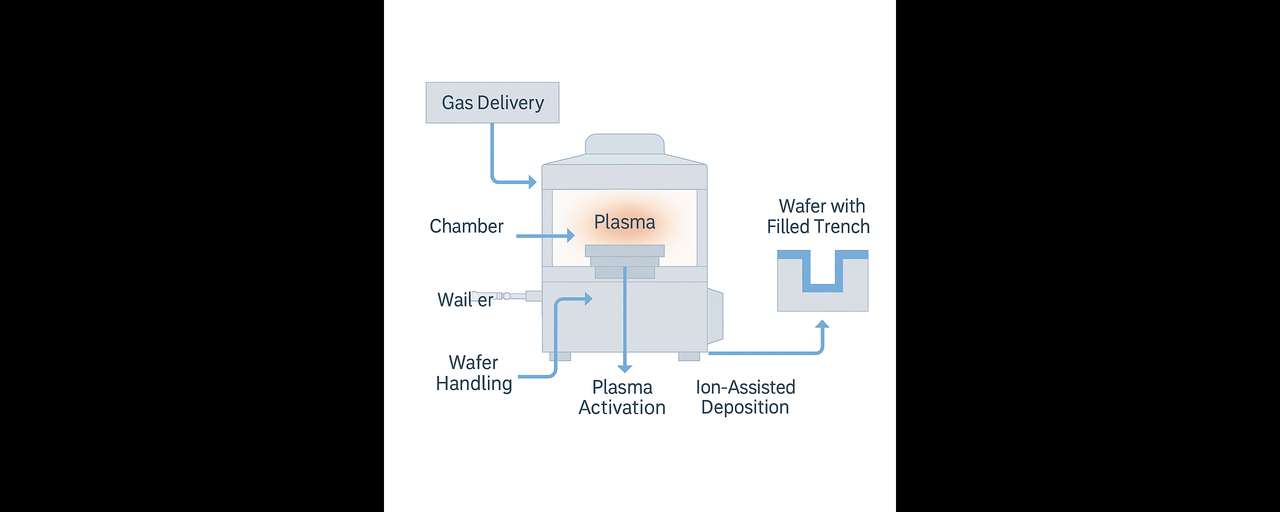 Gas Delivery
Plasma
Chamber
Wafer with
Filled Trench
Wail er
Wafer
Handling
Plasma
Activation
Ion-Assisted
Deposition